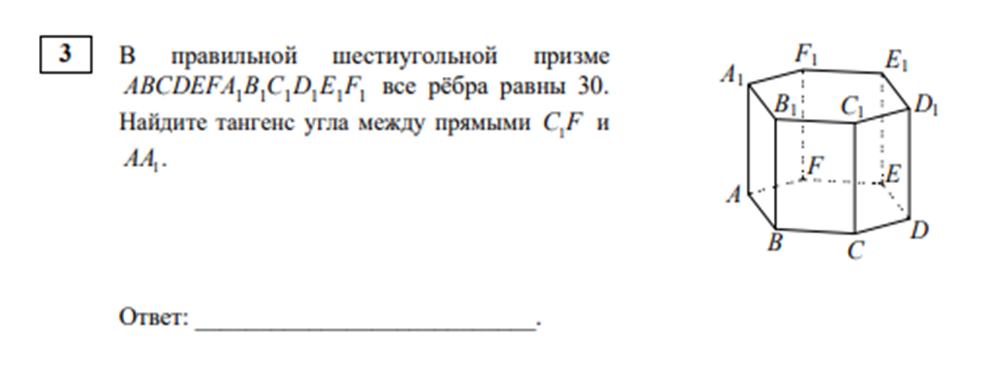 3
В правильной шестиугольной призме
ABCDEFA₁B₁C₁D₁E₁F₁ все рёбра равны 30.
Найдите тангенс угла между прямыми C₁F и
AA₁.
Ответ: ___________________________.
F₁
E₁
A₁
B₁
C₁
D₁
F
E
A
D
B
C